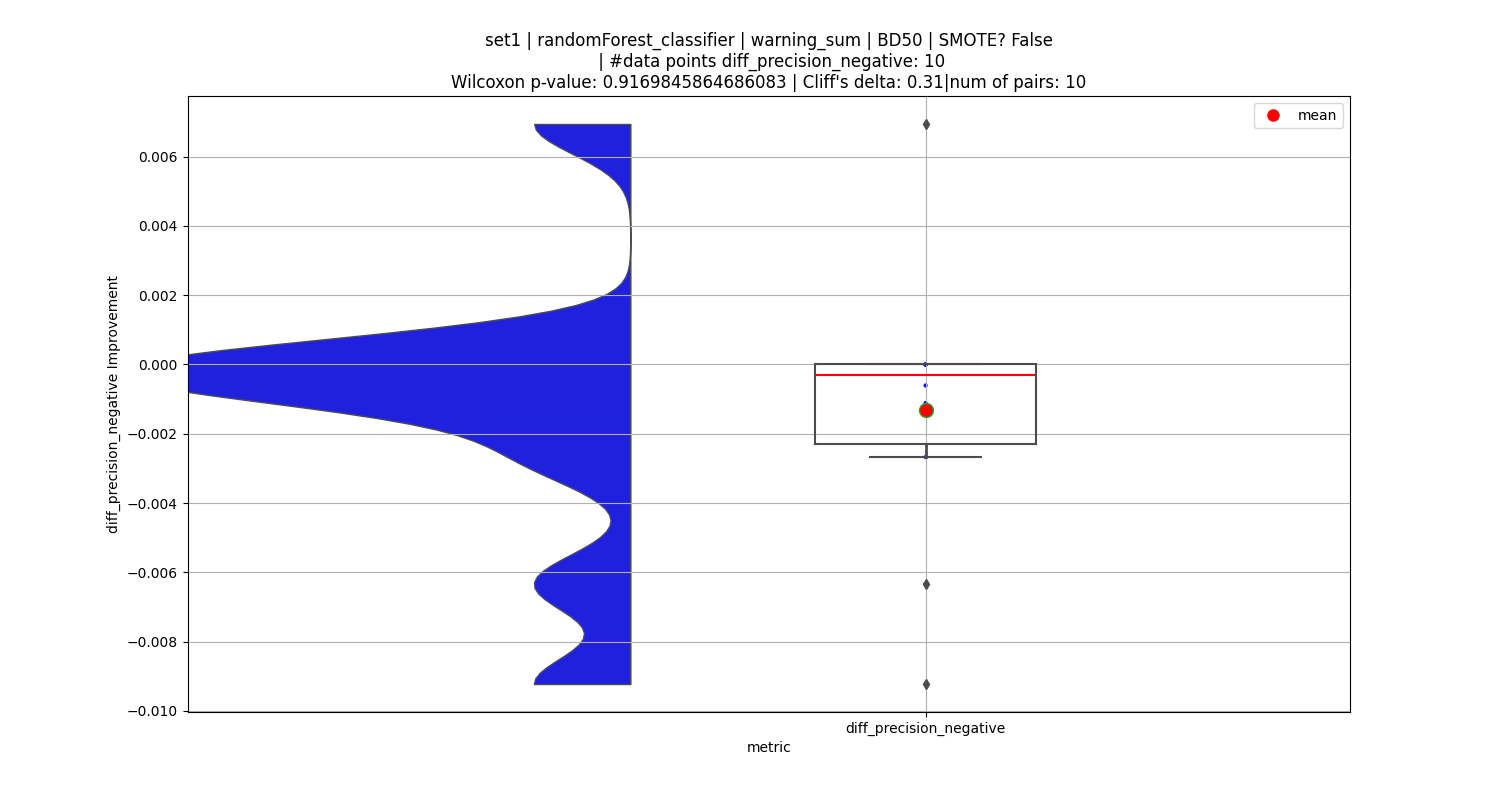 set1 | randomForest_classifier | warning_sum | BD50 | SMOTE? False
| #data points diff_precision_negative: 10
Wilcoxon p-value: 0.9169845864686083 | Cliff's delta: 0.31|num of pairs: 10
mean
0.006
0.004
0.002
0.000
−0.002
−0.004
−0.006
−0.008
−0.010
diff_precision_negative Improvement
diff_precision_negative
metric